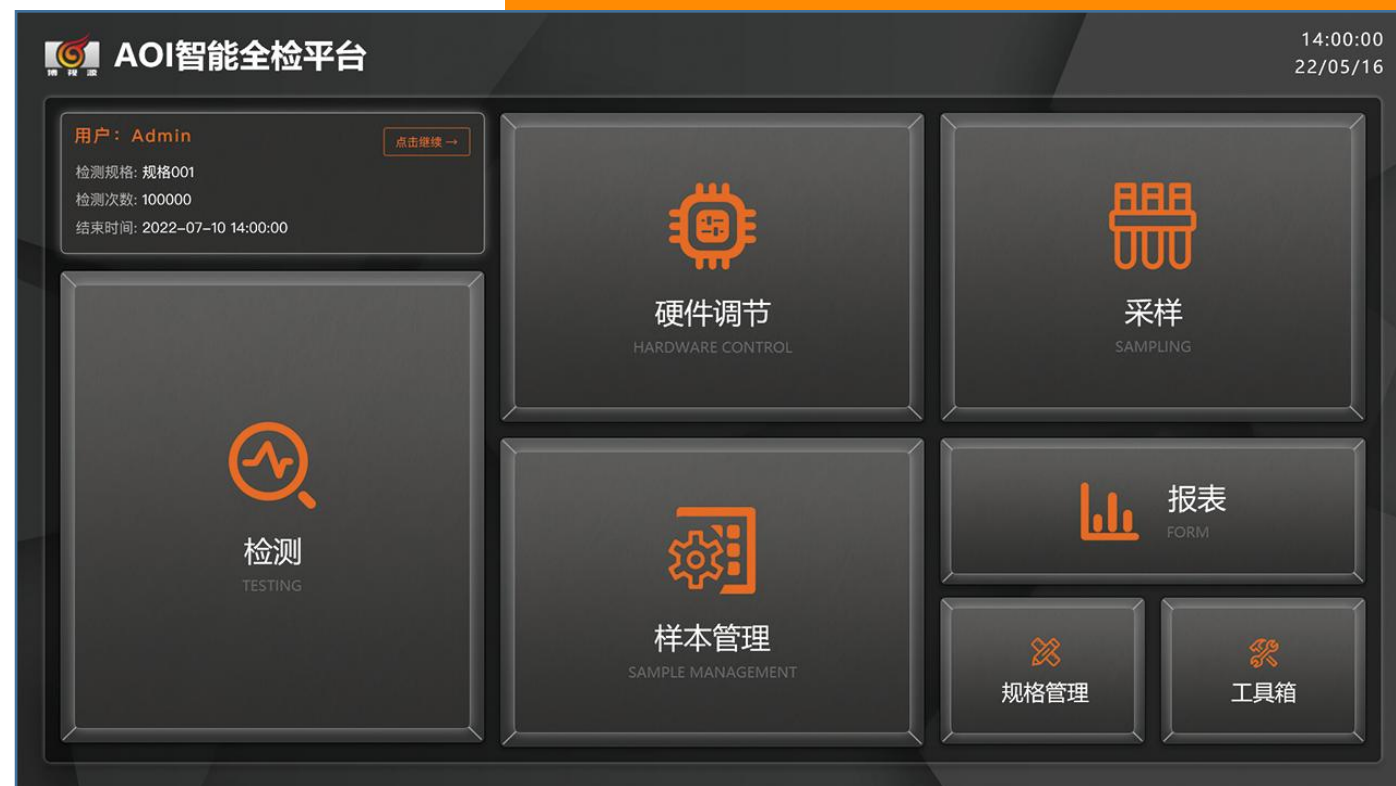 博视源
AOI智能全检平台
14:00:00
22/05/16
用户：Admin
点击继续→
检测规格: 规格001
检测次数: 100000
结束时间: 2022-07-10 14:00:00
硬件调节
HARDWARE CONTROL
采样
SAMPLING
检测
TESTING
样本管理
SAMPLE MANAGEMENT
报表
FORM
规格管理
工具箱